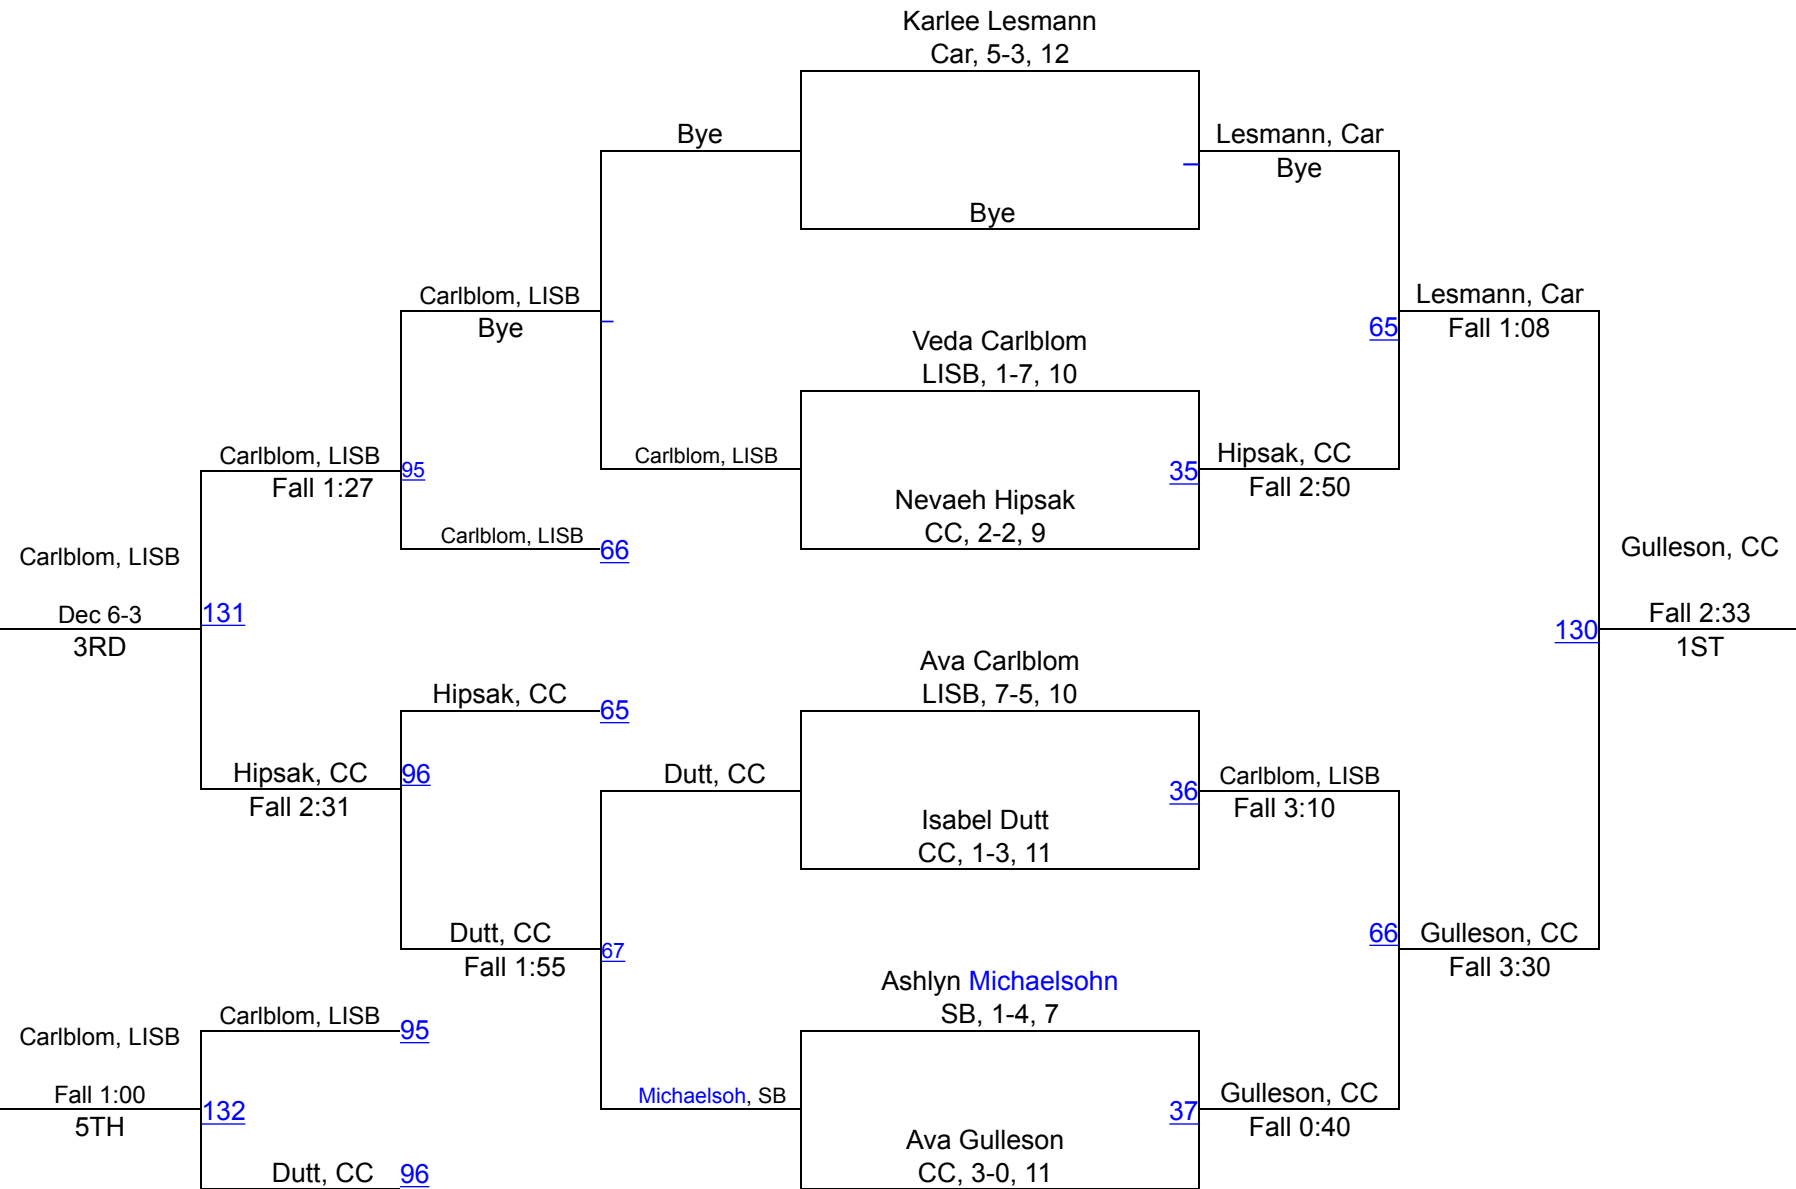 Karlee Lesmann
Car, 5-3, 12
Bye
Lesmann, Car
Bye
Bye
Carlblom, LISB
Bye
Lesmann, Car
65
Fall 1:08
Veda Carlblom
LISB, 1-7, 10
Carlblom, LISB
95
Fall 1:27
Carlblom, LISB
35
Hipsak, CC
Fall 2:50
Nevaeh Hipsak
CC, 2-2, 9
Carlblom, LISB
66
Carlblom, LISB
Dec 6-3
131
3RD
Gulleson, CC
Fall 2:33
130
1ST
Ava Carlblom
LISB, 7-5, 10
Hipsak, CC
65
Hipsak, CC
96
Fall 2:31
Dutt, CC
36
Carlblom, LISB
Fall 3:10
Isabel Dutt
CC, 1-3, 11
Dutt, CC
67
Fall 1:55
66
Gulleson, CC
Fall 3:30
Ashlyn Michaelsohn
SB, 1-4, 7
Carlblom, LISB
95
Carlblom, LISB
Fall 1:00
132
5TH
Michaelsoh, SB
37
Gulleson, CC
Fall 0:40
Ava Gulleson
CC, 3-0, 11
Dutt, CC
96